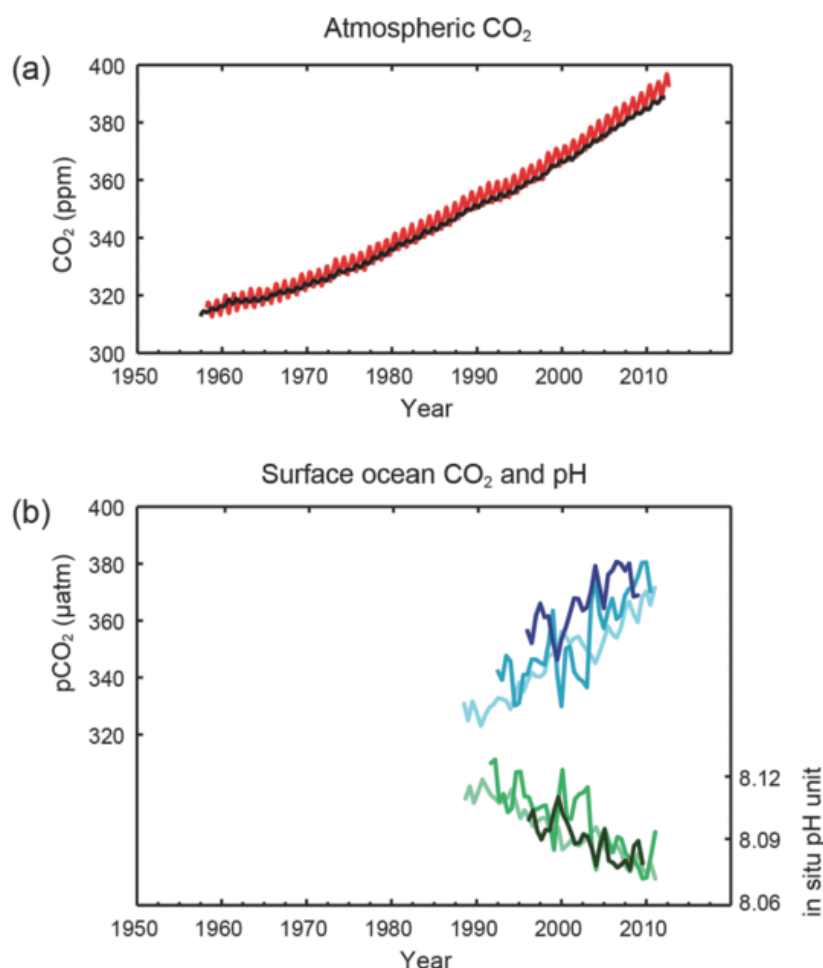 Atmospheric CO₂
(a)
400
380
360
340
320
300
CO₂ (ppm)
1950 1960 1970 1980 1990 2000 2010
Year
Surface ocean CO₂ and pH
(b)
400
380
360
340
320
pCO₂ (µatm)
8.12
8.09
8.06
in situ pH unit
1950 1960 1970 1980 1990 2000 2010
Year